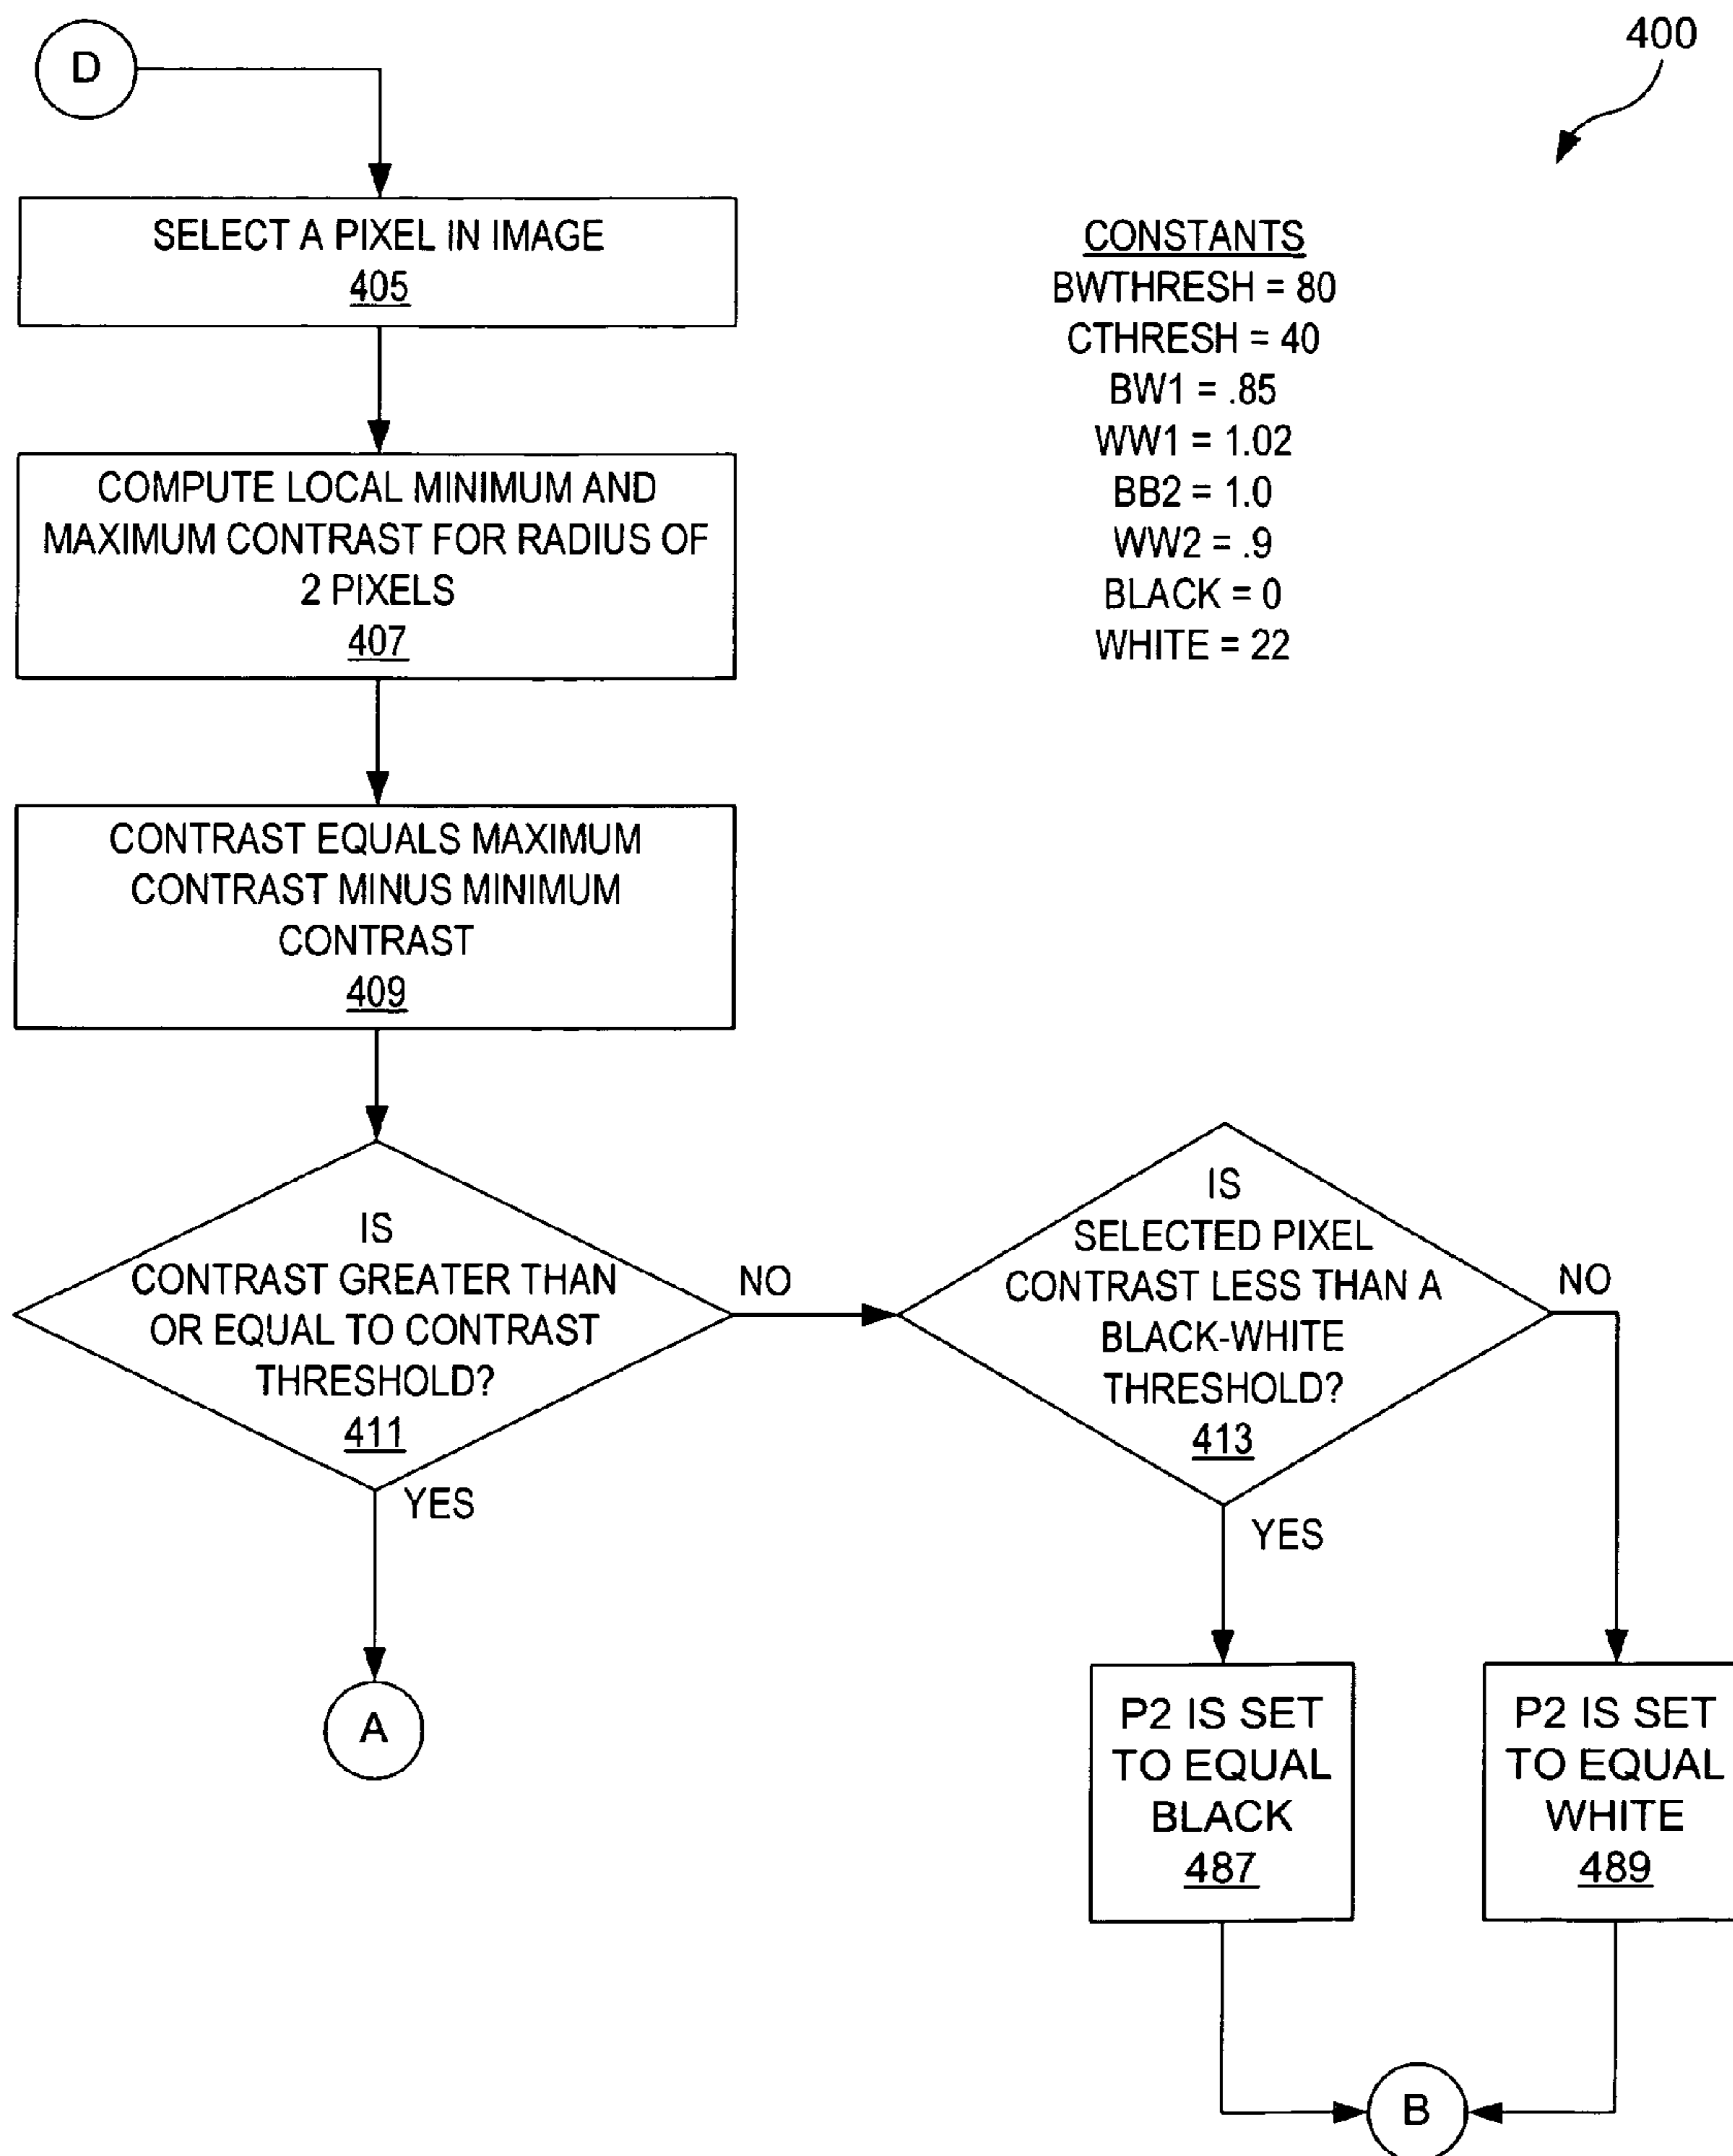 D
400
SELECT A PIXEL IN IMAGE
405
CONSTANTS
BWTHRESH = 80
CTHRESH = 40
BW1 = .85
WW1 = 1.02
BB2 = 1.0
WW2 = .9
BLACK = 0
WHITE = 22
COMPUTE LOCAL MINIMUM AND
MAXIMUM CONTRAST FOR RADIUS OF
2 PIXELS
407
CONTRAST EQUALS MAXIMUM
CONTRAST MINUS MINIMUM
CONTRAST
409
IS
CONTRAST GREATER THAN
OR EQUAL TO CONTRAST
THRESHOLD?
411
NO
YES
A
IS
SELECTED PIXEL
CONTRAST LESS THAN A
BLACK-WHITE
THRESHOLD?
413
NO
YES
P2 IS SET
TO EQUAL
BLACK
487
P2 IS SET
TO EQUAL
WHITE
489
B